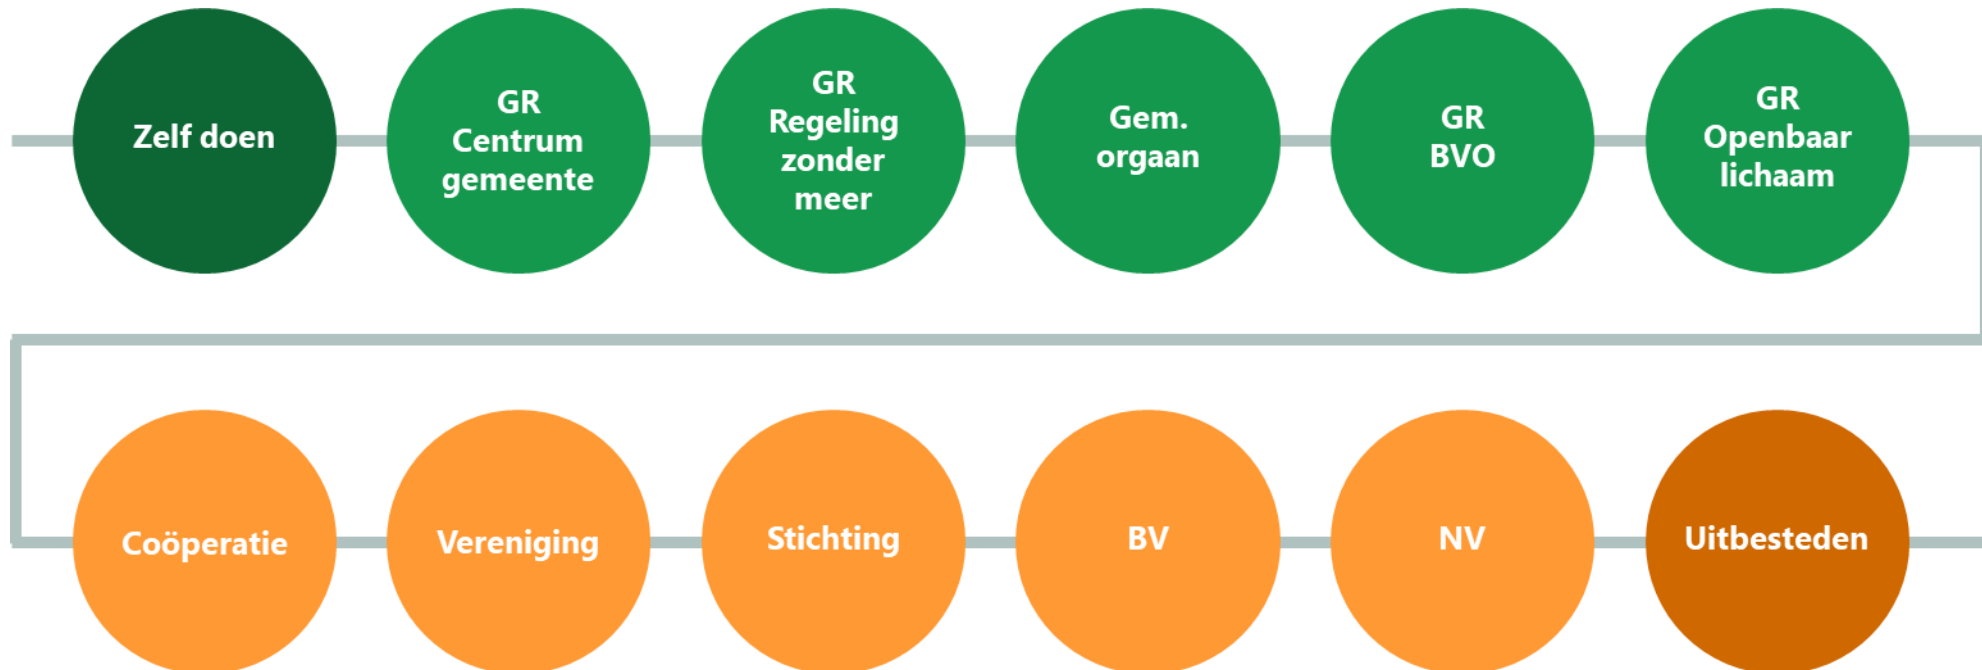 Zelf doen
GR
Centrum
gemeente
GR
Regeling
zonder
meer
Gem.
orgaan
GR
BVO
GR
Openbaar
lichaam
Coöperatie
Vereniging
Stichting
BV
NV
Uitbesteden